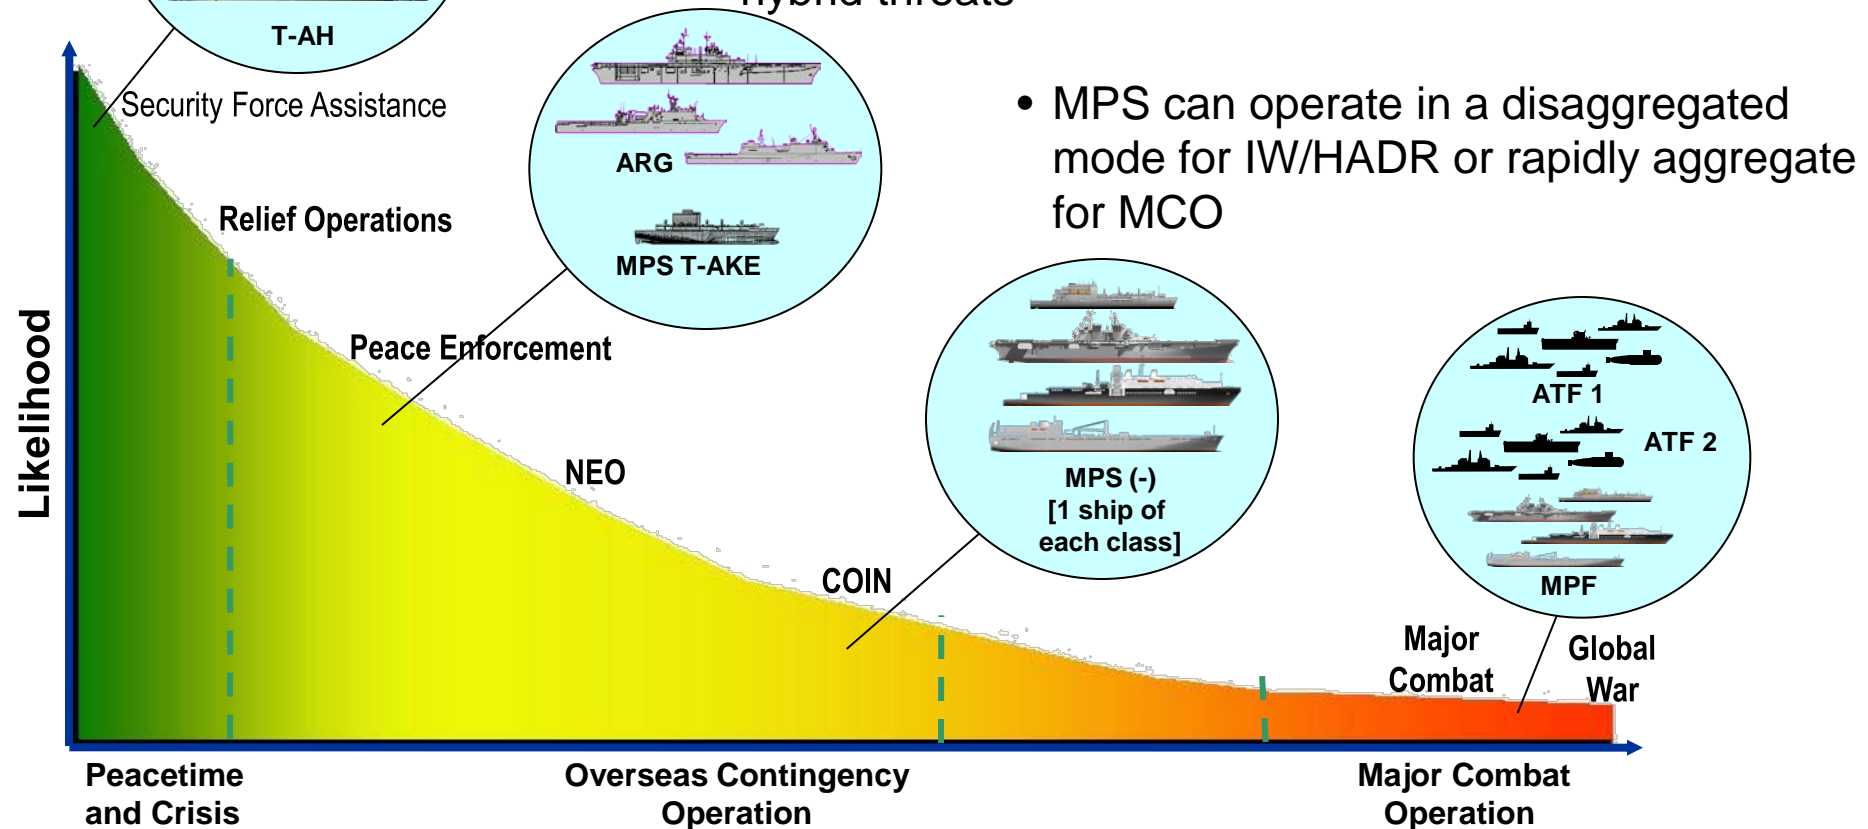 hybrid threats
T-AH
Security Force Assistance
• MPS can operate in a disaggregated
mode for IW/HADR or rapidly aggregate
for MCO
ARG
Relief Operations
MPS T-AKE
Peace Enforcement
Likelihood
NEO
MPS (-)
[1 ship of
each class]
ATF 1
ATF 2
MPF
COIN
Major
Combat
Global
War
Peacetime
and Crisis
Overseas Contingency
Operation
Major Combat
Operation